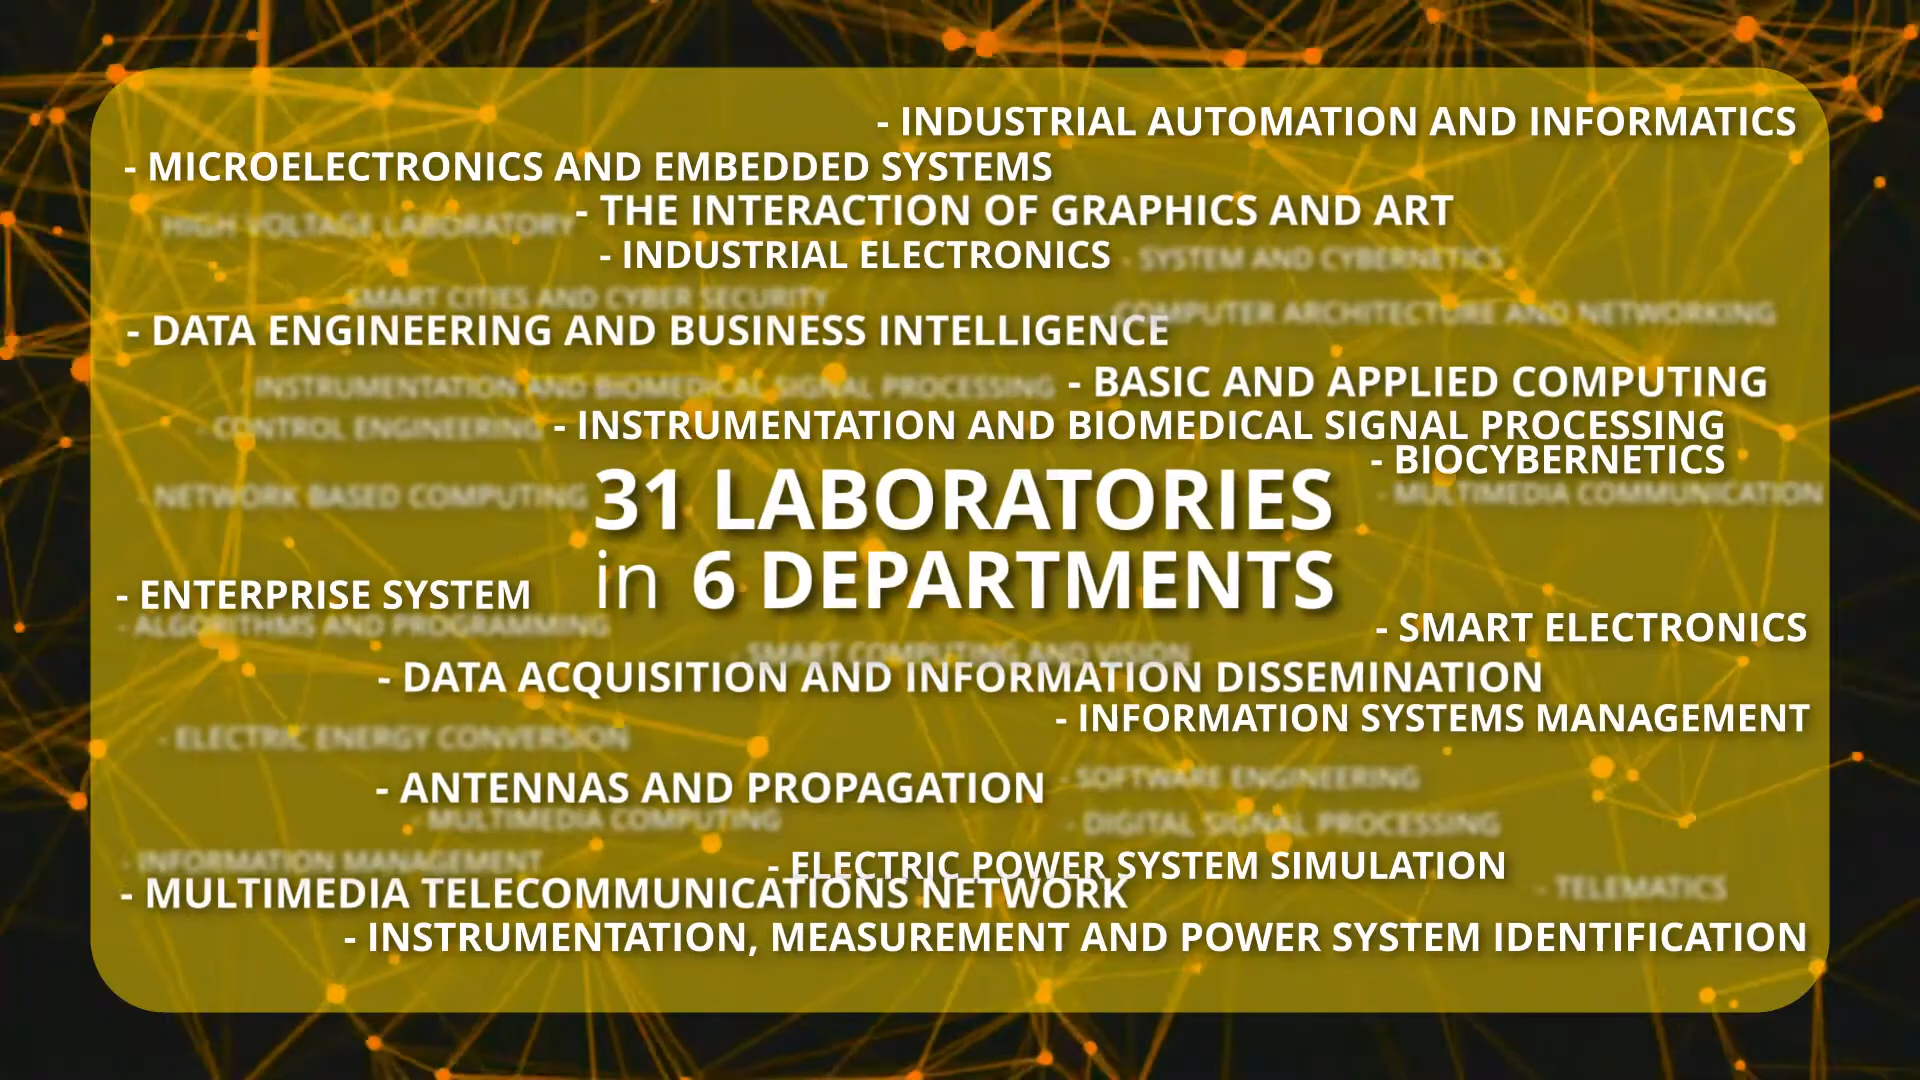 - INDUSTRIAL AUTOMATION AND INFORMATICS
- MICROELECTRONICS AND EMBEDDED SYSTEMS
- THE INTERACTION OF GRAPHICS AND ART
HIGH VOLTAGE LABORATORY
- INDUSTRIAL ELECTRONICS
- SYSTEM AND CYBERNETICS
SMART CITIES AND CYBER SECURITY
COMPUTER ARCHITECTURE AND NETWORKING
- DATA ENGINEERING AND BUSINESS INTELLIGENCE
- BASIC AND APPLIED COMPUTING
- INSTRUMENTATION AND BIOMEDICAL SIGNAL PROCESSING
- CONTROL ENGINEERING
- INSTRUMENTATION AND BIOMEDICAL SIGNAL PROCESSING
- BIOCYBERNETICS
- NETWORK BASED COMPUTING
- MULTIMEDIA COMMUNICATION
31 LABORATORIES
in 6 DEPARTMENTS
- ENTERPRISE SYSTEM
- ALGORITHMS AND PROGRAMMING
- SMART ELECTRONICS
- SMART COMPUTING AND VISION
- DATA ACQUISITION AND INFORMATION DISSEMINATION
- INFORMATION SYSTEMS MANAGEMENT
- ELECTRIC ENERGY CONVERSION
- SOFTWARE ENGINEERING
- ANTENNAS AND PROPAGATION
- MULTIMEDIA COMPUTING
- DIGITAL SIGNAL PROCESSING
- INFORMATION MANAGEMENT
- ELECTRIC POWER SYSTEM SIMULATION
- TELEMATICS
- MULTIMEDIA TELECOMMUNICATIONS NETWORK
- INSTRUMENTATION, MEASUREMENT AND POWER SYSTEM IDENTIFICATION